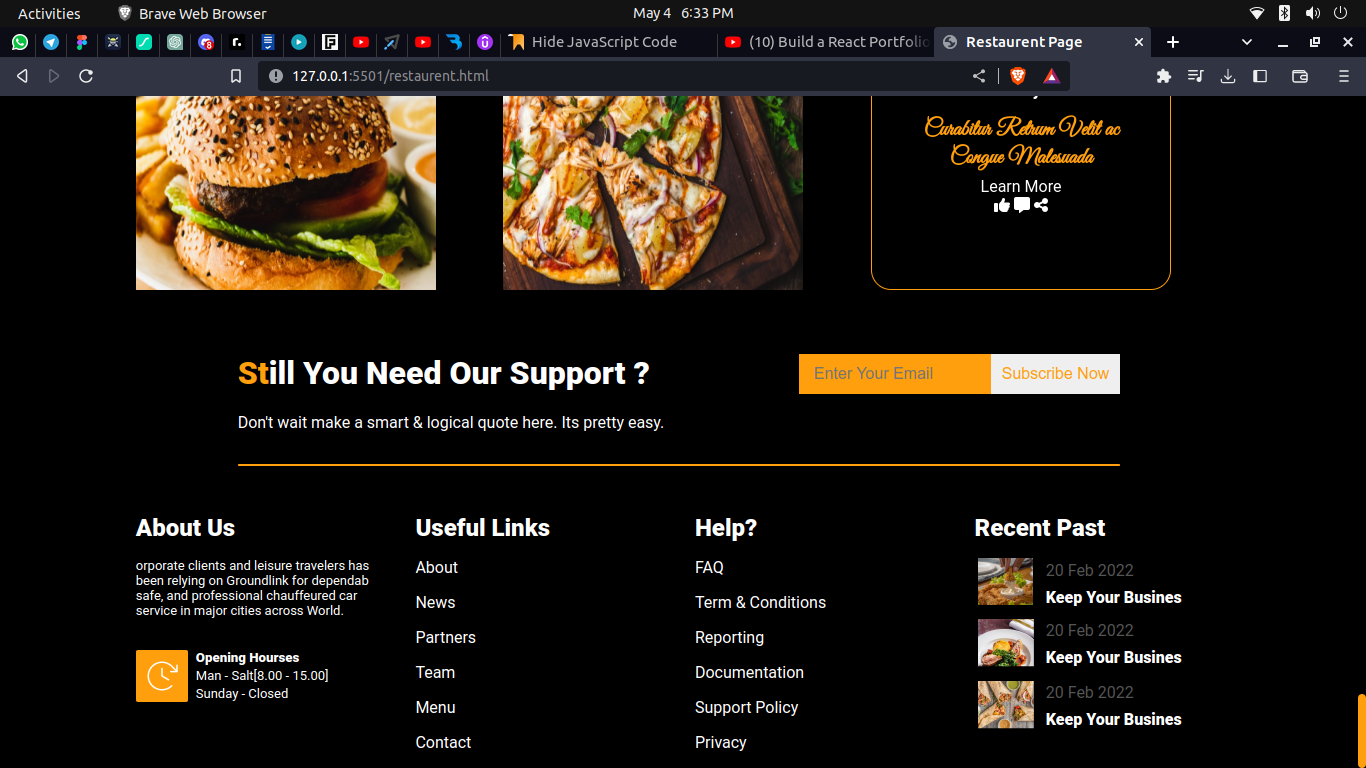 Activities
Brave Web Browser
May 4 6:33 PM
Hide JavaScript Code
(10) Build a React Portfolio
Restaurent Page
127.0.0.1:5501/restaurent.html
Curabitur Retrum Velit ac
Congue Malesuada
Learn More
Still You Need Our Support ?
Enter Your Email
Subscribe Now
Don't wait make a smart & logical quote here. Its pretty easy.
About Us
orporate clients and leisure travelers has
been relying on Groundlink for dependab
safe, and professional chauffeured car
service in major cities across World.
Opening Hourses
Man - Salt[8.00 - 15.00]
Sunday - Closed
Useful Links
About
News
Partners
Team
Menu
Contact
Help?
FAQ
Term & Conditions
Reporting
Documentation
Support Policy
Privacy
Recent Past
20 Feb 2022
Keep Your Busines
20 Feb 2022
Keep Your Busines
20 Feb 2022
Keep Your Busines